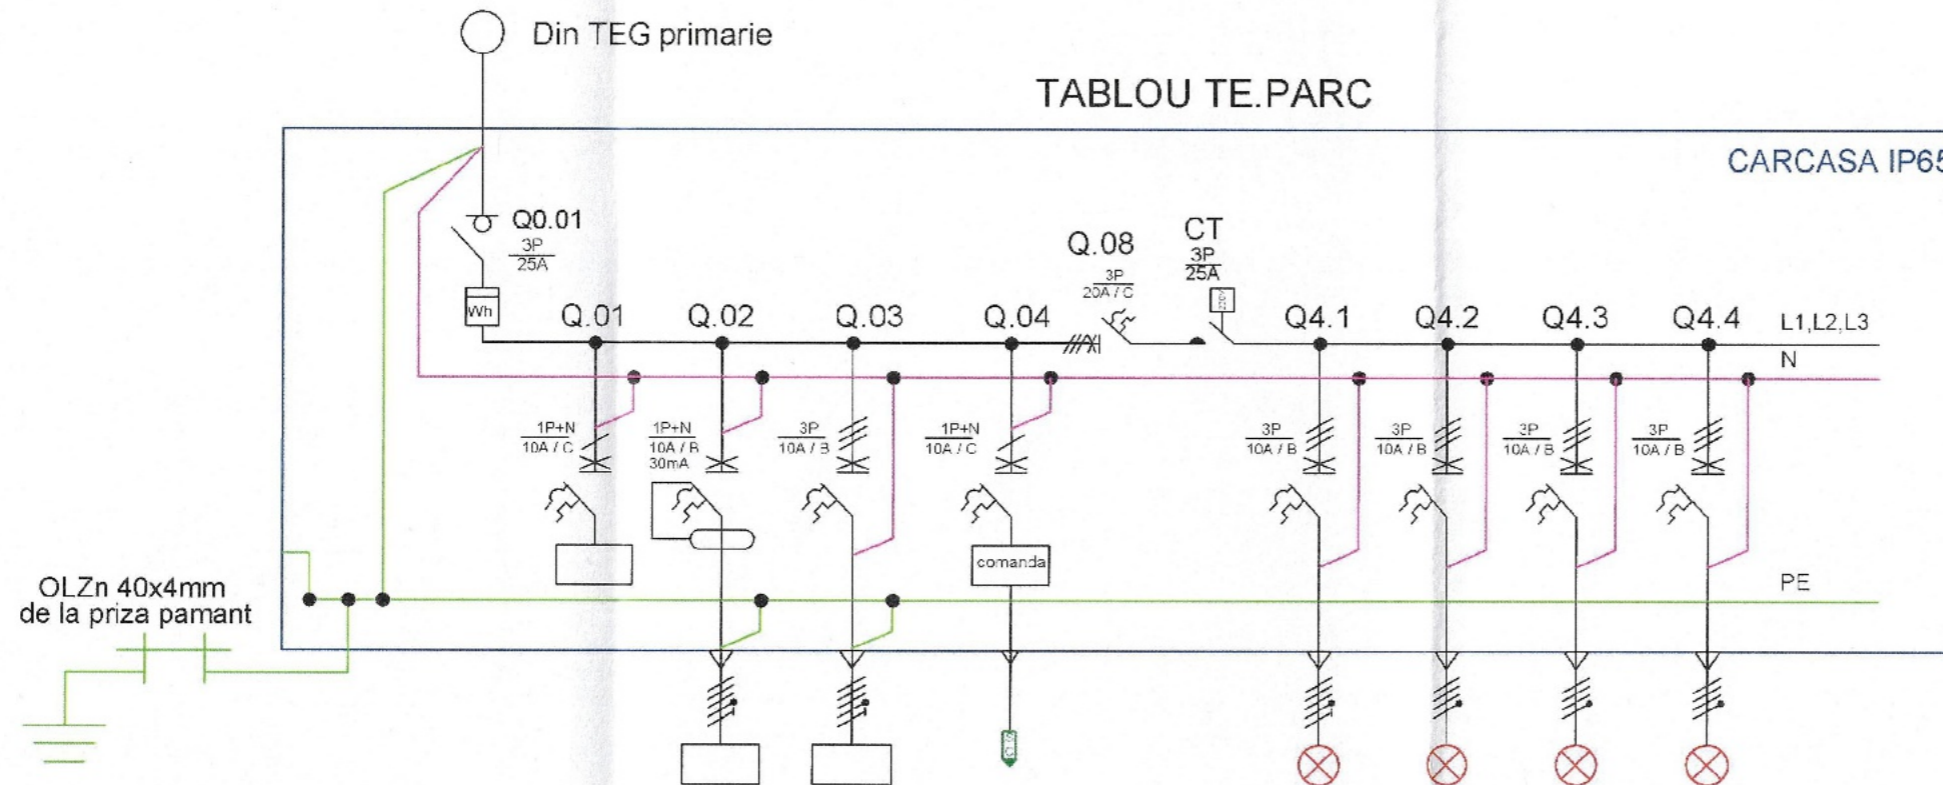 Din TEG primarie
TABLOU TE.PARC
CARCASA IP65
Q0.01
3P
25A
Wh
Q.01
Q.02
Q.03
Q.04
Q.08
3P
20A / C
CT
3P
25A
Q4.1
Q4.2
Q4.3
Q4.4
L1,L2,L3
N
1P+N
10A / C
1P+N
10A / B
30mA
3P
10A / B
1P+N
10A / C
3P
10A / B
3P
10A / B
3P
10A / B
3P
10A / B
comanda
PE
OLZn 40x4mm
de la priza pamant